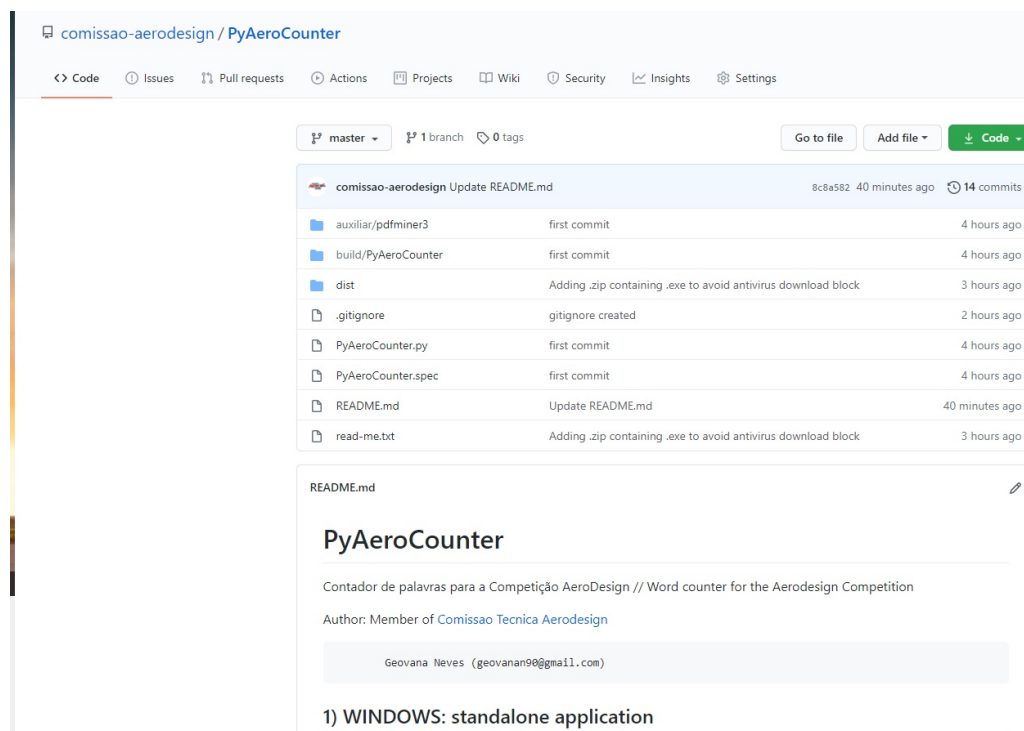 comissao-aerodesign / PyAeroCounter
Code Issues Pull requests Actions Projects Wiki Security Insights Settings
master 1 branch 0 tags Go to file Add file Code
comissao-aerodesign Update README.md 8c8a582 40 minutes ago 14 commits
auxiliar/pdfminer3 first commit 4 hours ago
build/PyAeroCounter first commit 4 hours ago
dist Adding .zip containing .exe to avoid antivirus download block 3 hours ago
.gitignore gitignore created 2 hours ago
PyAeroCounter.py first commit 4 hours ago
PyAeroCounter.spec first commit 4 hours ago
README.md Update README.md 40 minutes ago
read-me.txt Adding .zip containing .exe to avoid antivirus download block 3 hours ago
README.md
PyAeroCounter
Contador de palavras para a Competição AeroDesign // Word counter for the Aerodesign Competition
Author: Member of Comissao Tecnica Aerodesign
Geovana Neves (geovanan90@gmail.com)
1) WINDOWS: standalone application